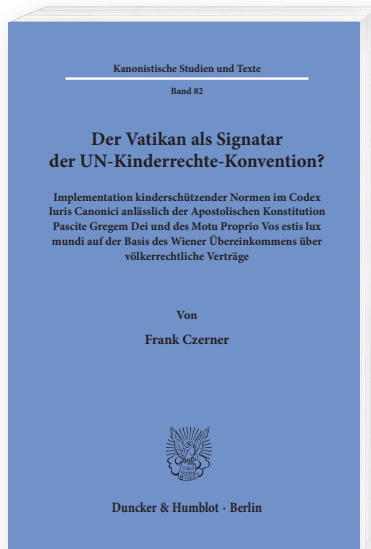 Kanonistische Studien und Texte
Band 82
Der Vatikan als Signatar
der UN-Kinderrechte-Konvention?
Implementation kinderschützender Normen im Codex
Iuris Canonici anlässlich der Apostolischen Konstitution
Pascite Gregem Dei und des Motu Proprio Vos estis lux
mundi auf der Basis des Wiener Übereinkommens über
völkerrechtliche Verträge
Von
Frank Czerner
Duncker & Humblot · Berlin